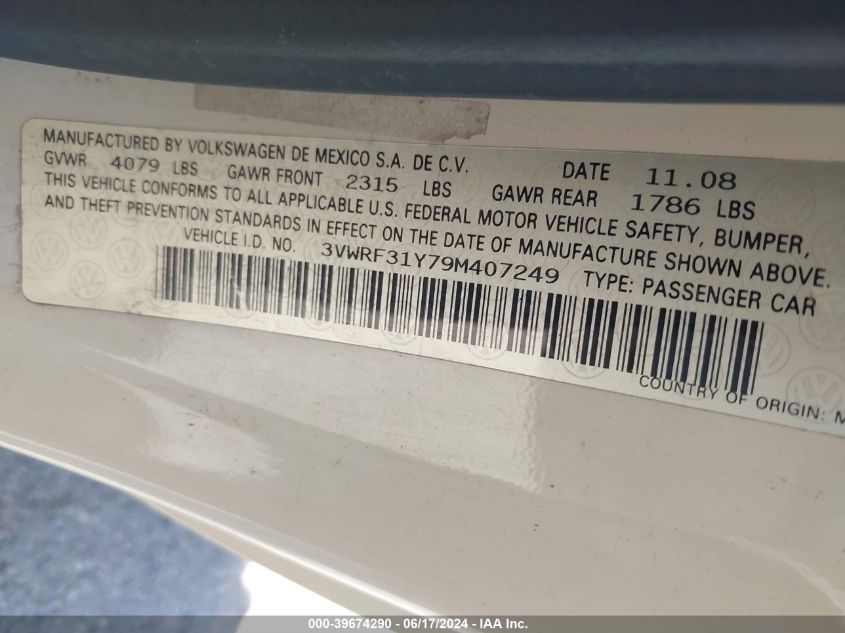 MANUFACTURED BY VOLKSWAGEN DE MEXICO S.A. DE C.V. DATE 11.08
GVWR 4079 LBS GAWR FRONT 2315 LBS GAWR REAR 1786 LBS
THIS VEHICLE CONFORMS TO ALL APPLICABLE U.S. FEDERAL MOTOR VEHICLE SAFETY, BUMPER,
AND THEFT PREVENTION STANDARDS IN EFFECT ON THE DATE OF MANUFACTURE SHOWN ABOVE.
VEHICLE I.D. NO. 3VWRF31Y79M407249 TYPE: PASSENGER CAR
COUNTRY OF ORIGIN: M
000-39674290 - 06/17/2024 - IAAI.com.